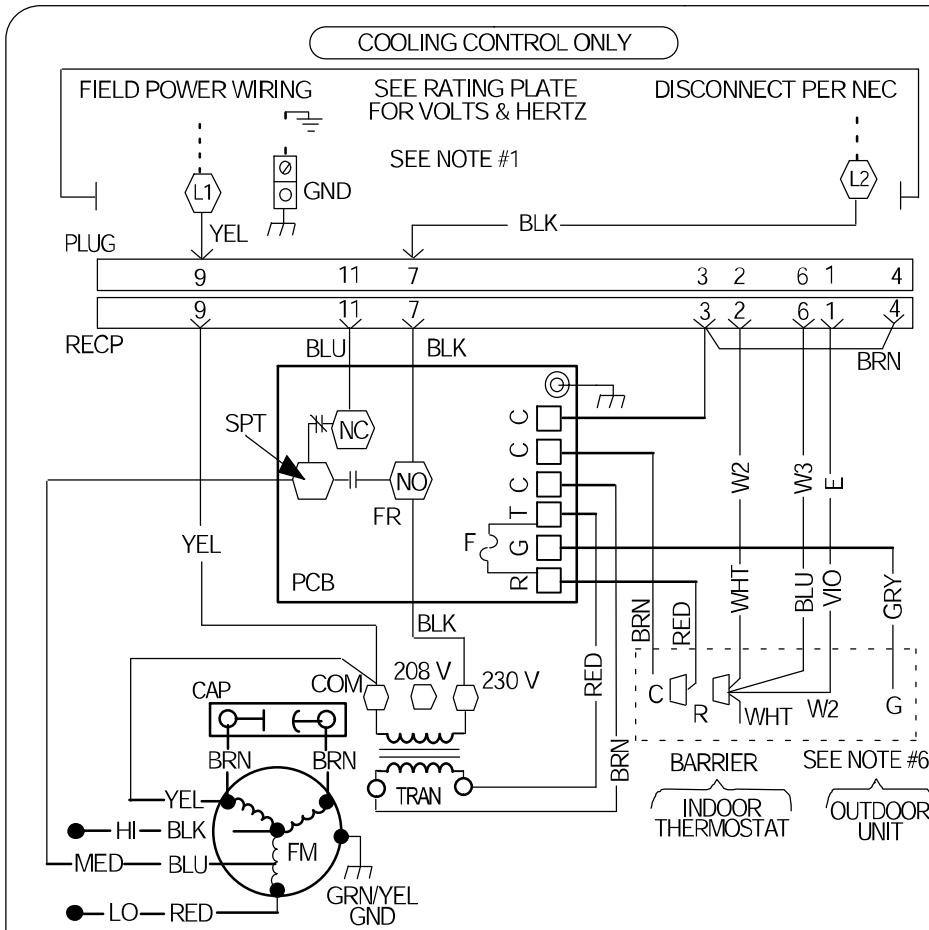 COOLING CONTROL ONLY
FIELD POWER WIRING
SEE RATING PLATE
FOR VOLTS & HERTZ
DISCONNECT PER NEC
SEE NOTE #1
L1
GND
L2
YEL
BLK
PLUG
9 11 7 3 2 6 1 4
9 11 7 3 2 6 1 4
RECP
BLU
BLK
BRN
SPT
NC
C
C
NO
C
FR
T
F
G
R
PCB
W2
W3
E
YEL
WHT
BLU
VIO
GRY
BLK
BRN
RED
RED
BRN
COM
208 V
230 V
C
R
WHT
W2
G
CAP
BRN
BRN
TRAN
BARRIER
SEE NOTE #6
INDOOR
THERMOSTAT
OUTDOOR
UNIT
YEL
HI BLK
FM
MED BLU
GRN/YEL
GND
LO RED